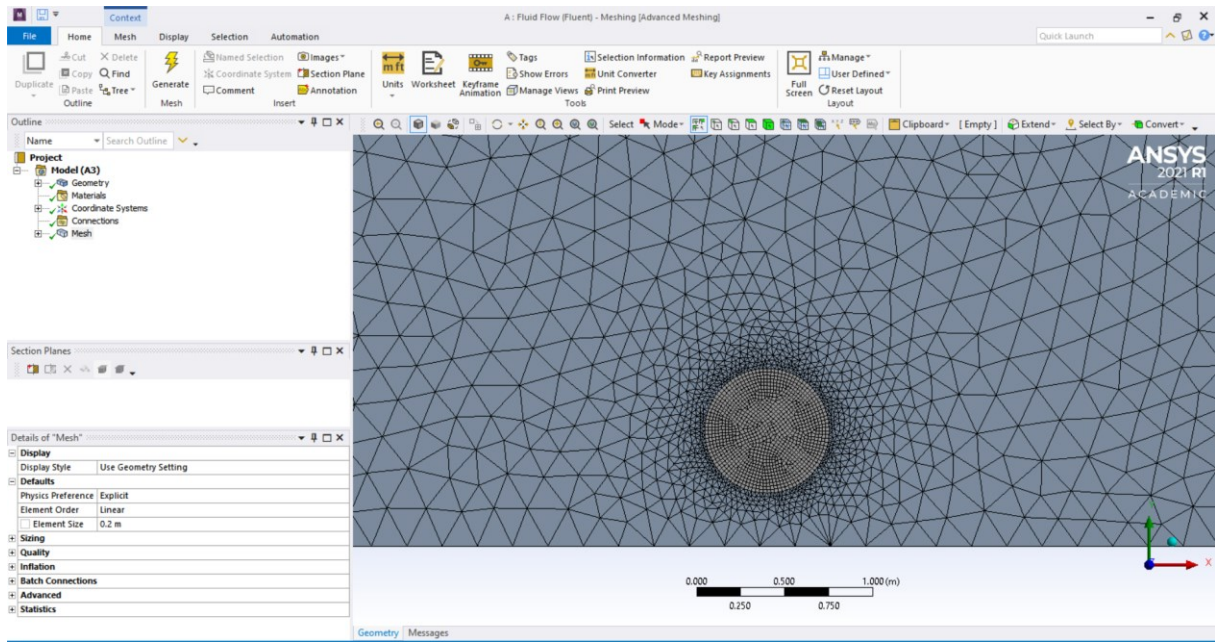 Context
A : Fluid Flow (Fluent) - Meshing [Advanced Meshing]
File Home Mesh Display Selection Automation
Quick Launch
Duplicate
Cut
Copy
Paste
Delete
Find
Tree
Outline
Generate
Mesh
Named Selection
Coordinate System
Comment
Images
Section Plane
Annotation
Insert
m ft
Units
Worksheet
Keyframe
Animation
Tags
Show Errors
Manage Views
Selection Information
Unit Converter
Print Preview
Report Preview
Key Assignments
Tools
Full
Screen
Manage
User Defined
Reset Layout
Layout
Outline
Name Search Outline
Project
Model (A3)
Geometry
Materials
Coordinate Systems
Connections
Mesh
Section Planes
Details of "Mesh"
Display
Display Style Use Geometry Setting
Defaults
Physics Preference Explicit
Element Order Linear
Element Size 0.2 m
Sizing
Quality
Inflation
Batch Connections
Advanced
Statistics
Select Mode Clipboard [ Empty ] Extend Select By Convert
ANSYS
2021 R1
ACADEMIC
0.000 0.500 1.000 (m)
0.250 0.750
X
Geometry Messages